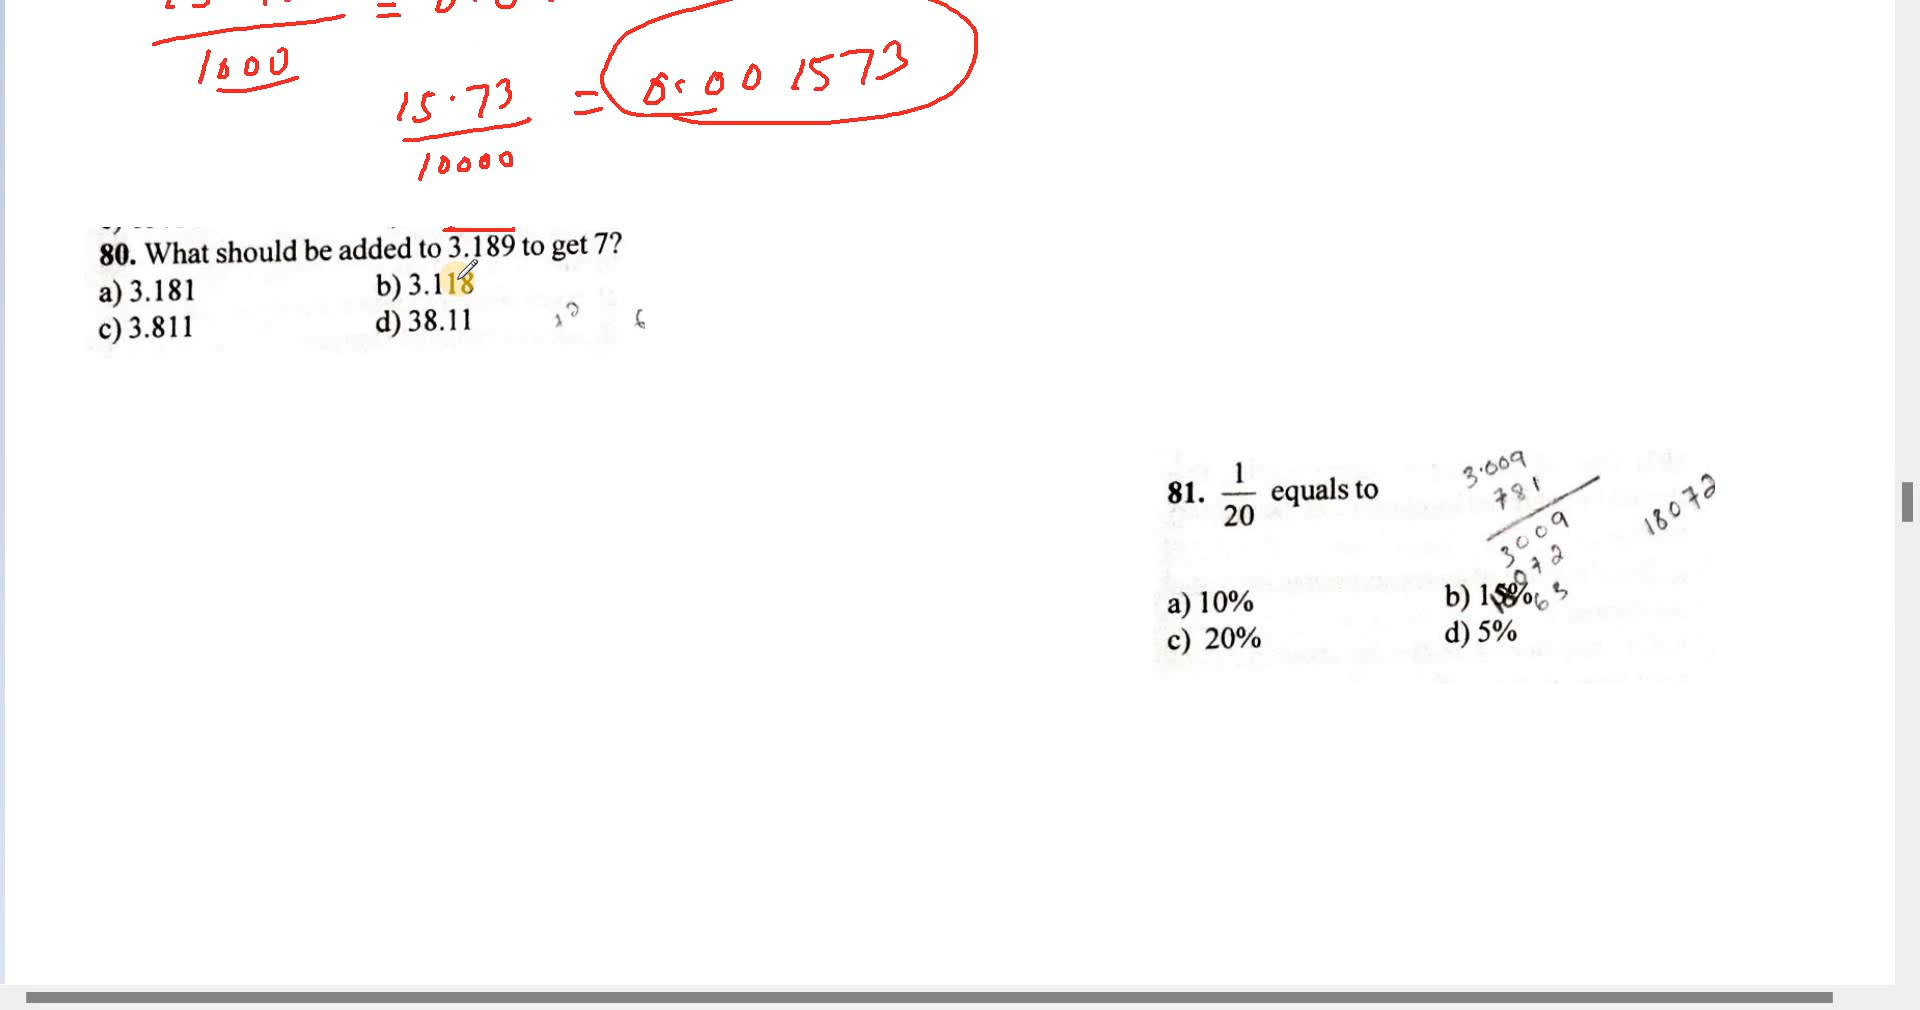 1000
15.73 = 0.001573
10000
80. What should be added to 3.189 to get 7?
a) 3.181 b) 3.118
c) 3.811 d) 38.11
6
81. 1/20 equals to
3.009
781
3009
18072
63
a) 10% b) 15%
c) 20% d) 5%